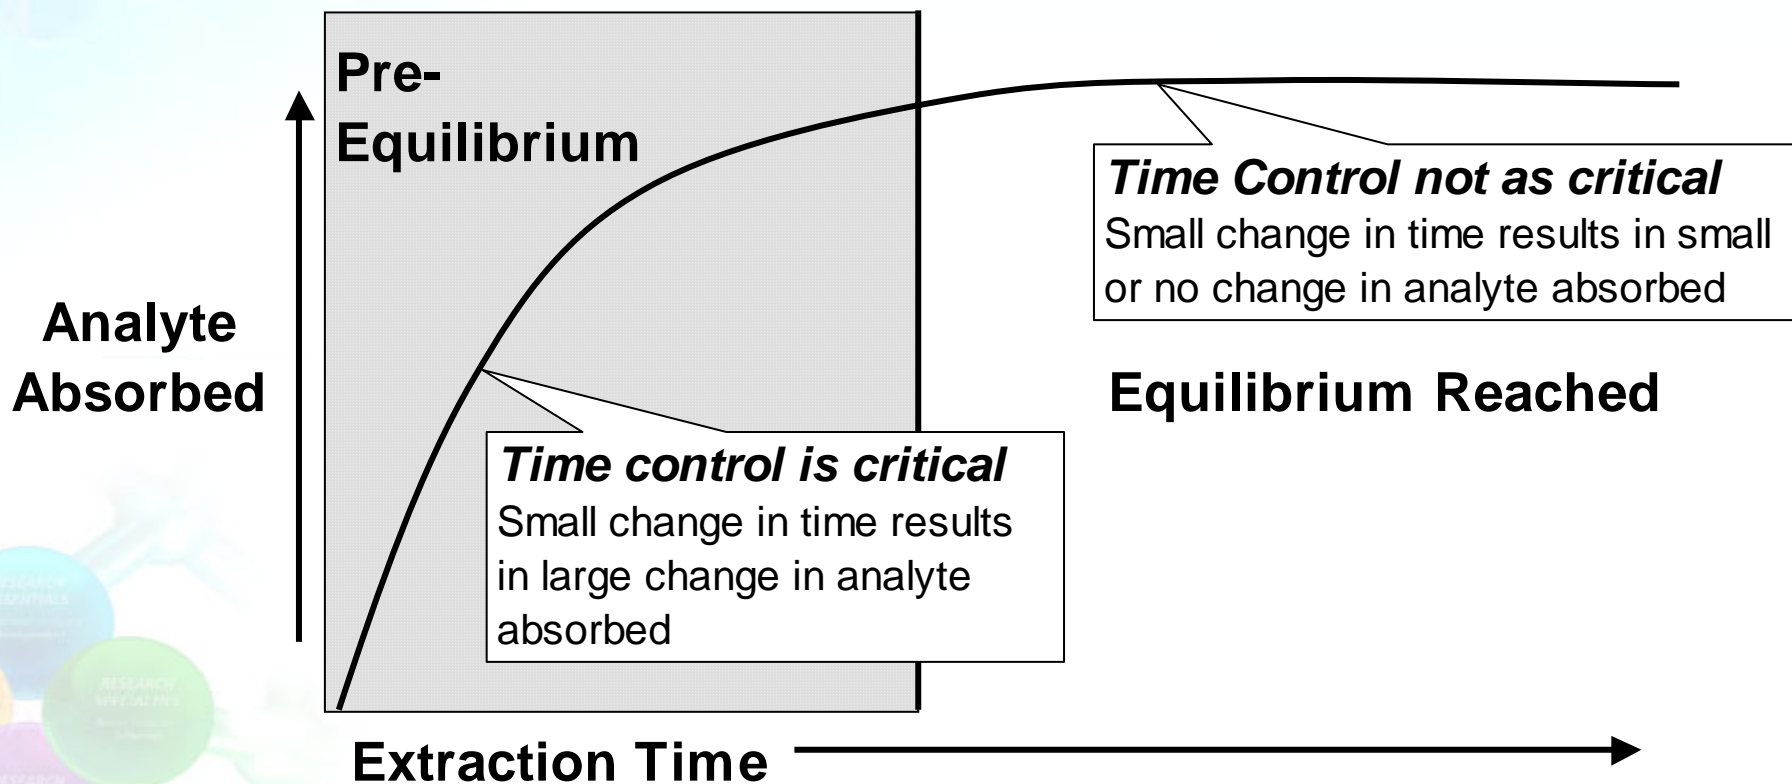 Pre-
Equilibrium
Time Control not as critical
Small change in time results in small
or no change in analyte absorbed
Analyte
Absorbed
Equilibrium Reached
Time control is critical
Small change in time results
in large change in analyte
absorbed
RESEARCH
SPECIALTIES
Extraction Time